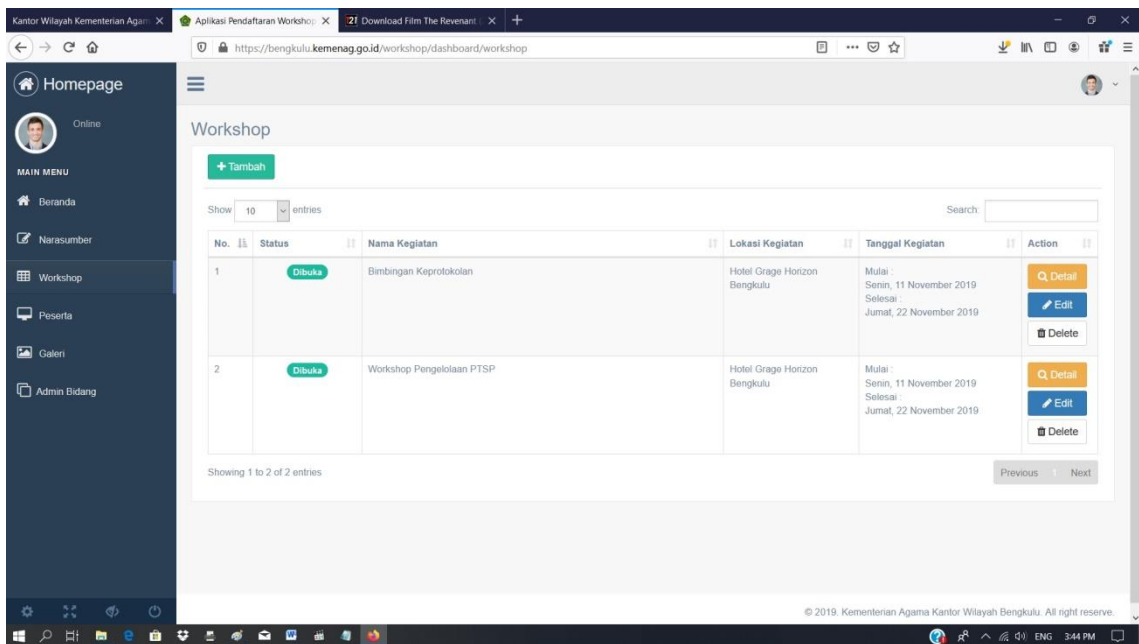 Kantor Wilayah Kementerian Agam
Aplikasi Pendaftaran Workshop
Download Film The Revenant (
https://bengkulu.kemenag.go.id/workshop/dashboard/workshop
Homepage
Online
MAIN MENU
Beranda
Narasumber
Workshop
Peserta
Galeri
Admin Bidang
Workshop
+ Tambah
Show 10 entries
Search:
No. Status Nama Kegiatan Lokasi Kegiatan Tanggal Kegiatan Action
1 Dibuka Bimbingan Keprotokolan Hotel Grage Horizon Mulai : Detail
Bengkulu Senin, 11 November 2019
Selesai : Edit
Jumat, 22 November 2019
Delete
2 Dibuka Workshop Pengelolaan PTSP Hotel Grage Horizon Mulai : Detail
Bengkulu Senin, 11 November 2019
Selesai : Edit
Jumat, 22 November 2019
Delete
Showing 1 to 2 of 2 entries
Previous 1 Next
© 2019. Kementerian Agama Kantor Wilayah Bengkulu. All right reserve.
ENG 3:44 PM